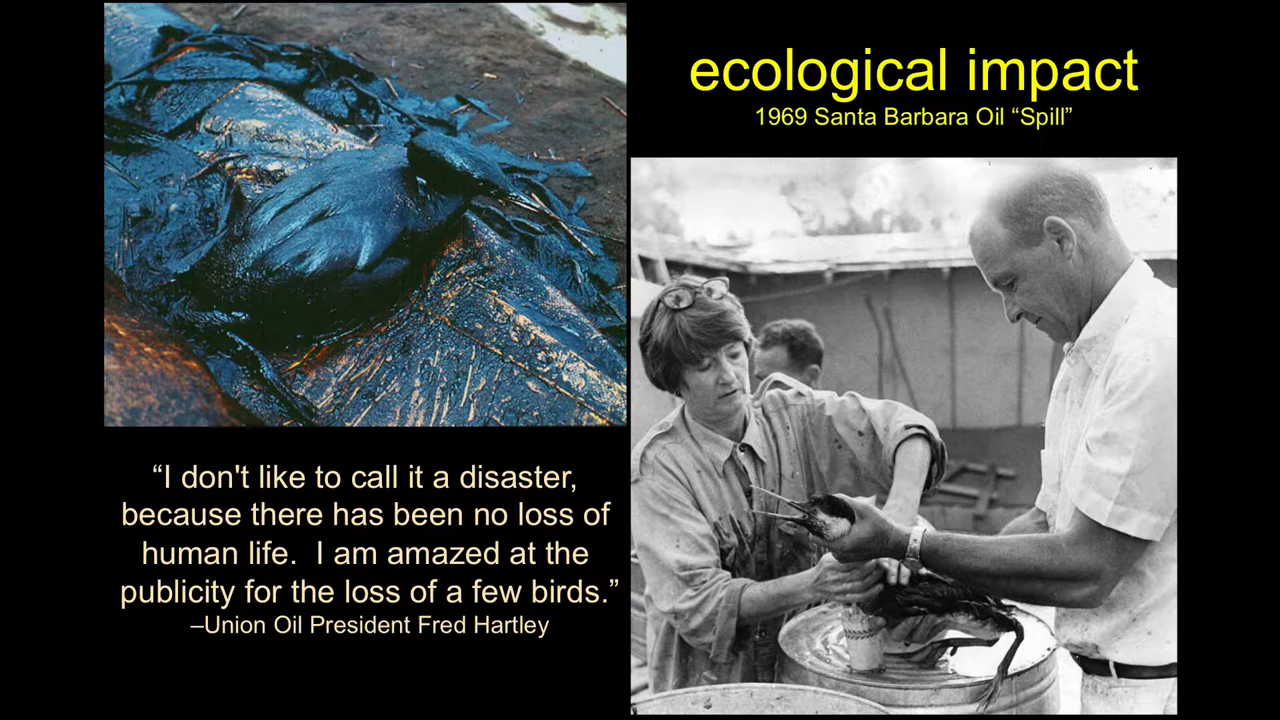 ecological impact
1969 Santa Barbara Oil “Spill”
“I don't like to call it a disaster,
because there has been no loss of
human life.  I am amazed at the
publicity for the loss of a few birds.”
–Union Oil President Fred Hartley